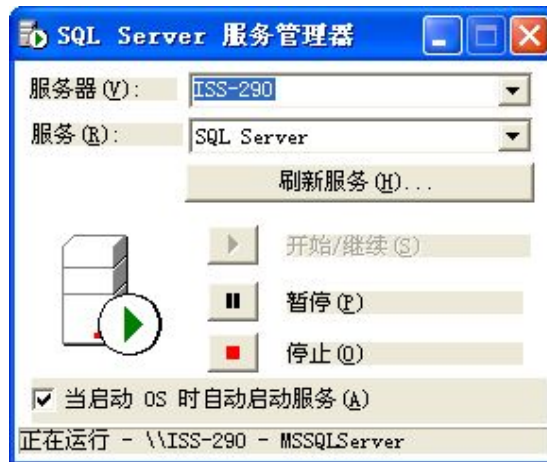 SQL Server 服务管理器
服务器(V): ISS-290
服务(R): SQL Server
刷新服务(H)...
开始/继续(S)
暂停(P)
停止(O)
当启动 OS 时自动启动服务(A)
正在运行 - \\ISS-290 - MSSQLServer